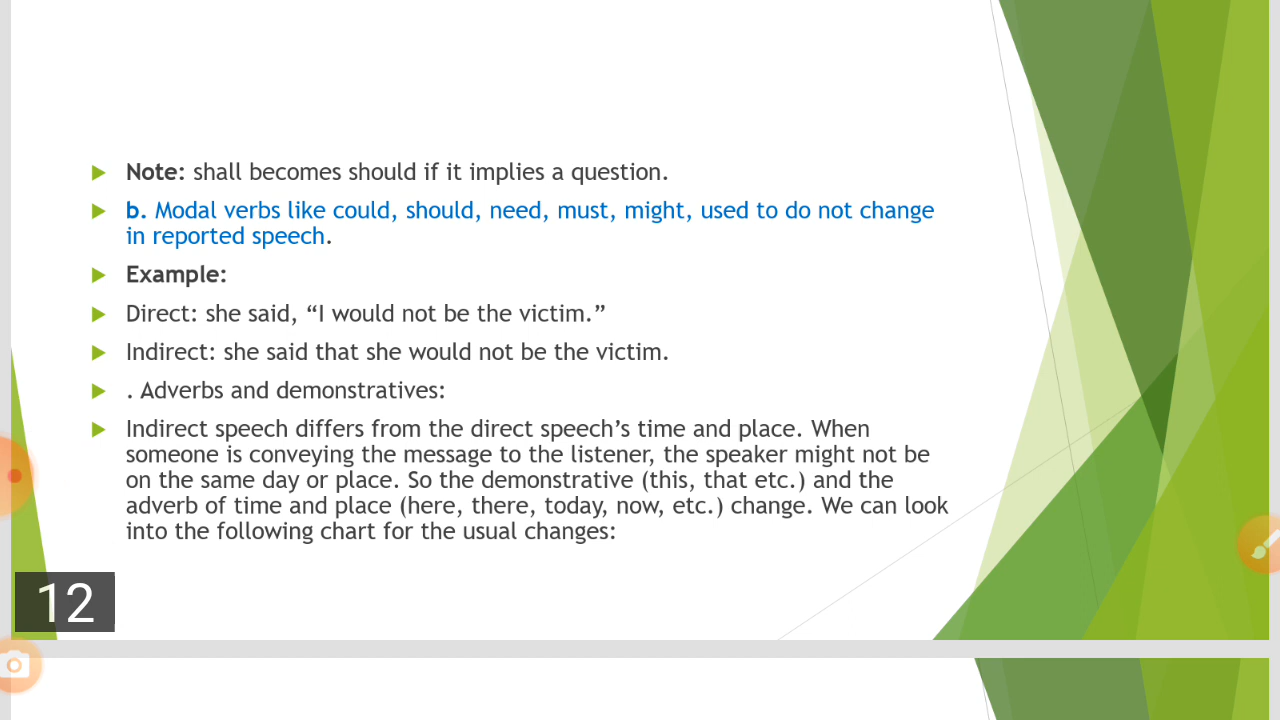 Note: shall becomes should if it implies a question.
b. Modal verbs like could, should, need, must, might, used to do not change
in reported speech.
Example:
Direct: she said, “I would not be the victim.”
Indirect: she said that she would not be the victim.
. Adverbs and demonstratives:
Indirect speech differs from the direct speech’s time and place. When
someone is conveying the message to the listener, the speaker might not be
on the same day or place. So the demonstrative (this, that etc.) and the
adverb of time and place (here, there, today, now, etc.) change. We can look
into the following chart for the usual changes:
12